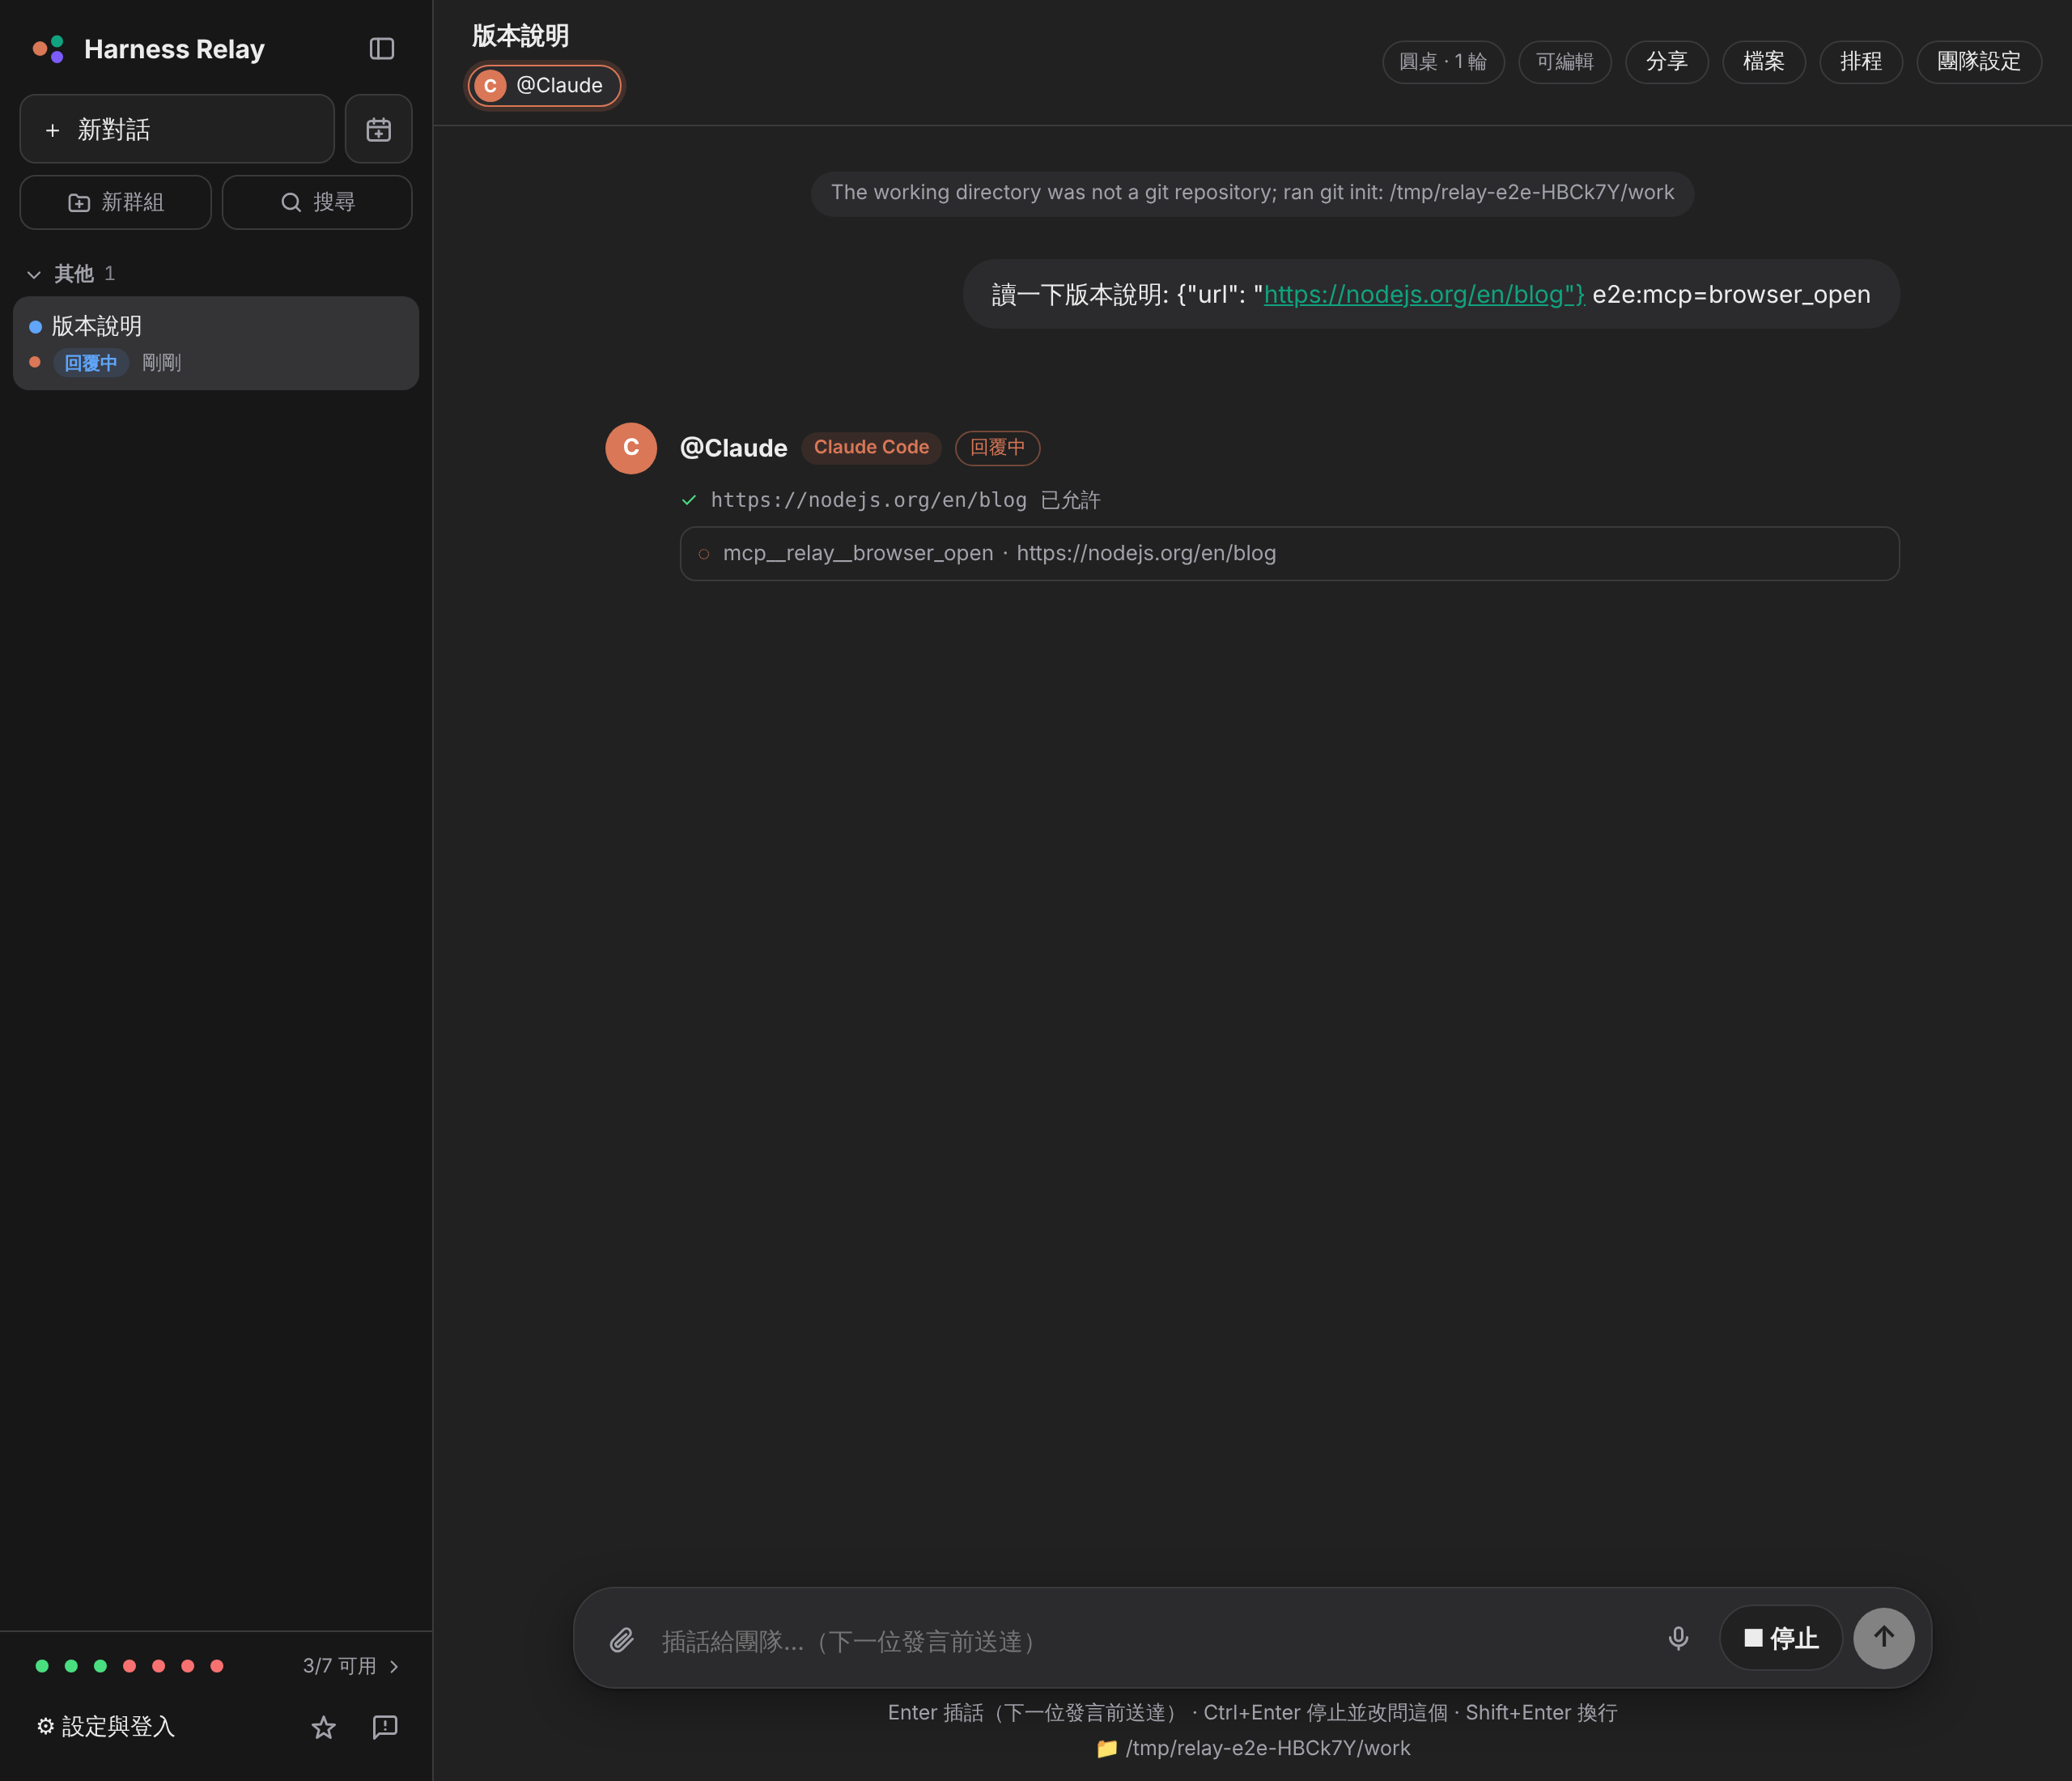 Harness Relay
+ 新對話
新群組
搜尋
其他 1
版本說明
回覆中 剛剛
3/7 可用
設定與登入
版本說明
C @Claude
圓桌 · 1 輪
可編輯
分享
檔案
排程
團隊設定
The working directory was not a git repository; ran git init: /tmp/relay-e2e-HBCk7Y/work
讀一下版本說明: {"url": "https://nodejs.org/en/blog"} e2e:mcp=browser_open
C @Claude Claude Code 回覆中
https://nodejs.org/en/blog 已允許
mcp__relay__browser_open · https://nodejs.org/en/blog
插話給團隊…（下一位發言前送達）
停止
Enter 插話（下一位發言前送達） · Ctrl+Enter 停止並改問這個 · Shift+Enter 換行
/tmp/relay-e2e-HBCk7Y/work